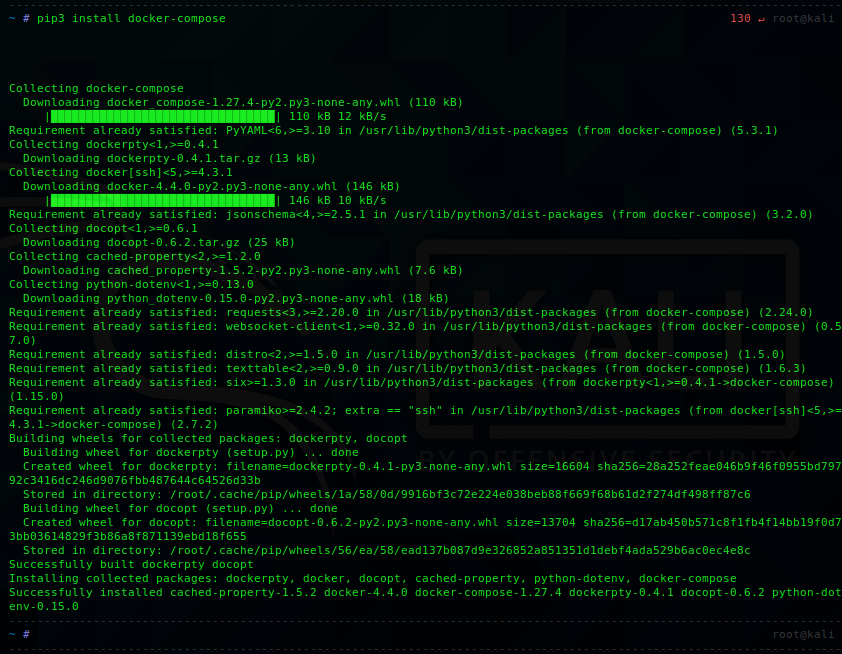 ~ # pip3 install docker-compose 130 ↵ root@kali
Collecting docker-compose
Downloading docker_compose-1.27.4-py2.py3-none-any.whl (110 kB)
|████████████████████████████████| 110 kB 12 kB/s
Requirement already satisfied: PyYAML<6,>=3.10 in /usr/lib/python3/dist-packages (from docker-compose) (5.3.1)
Collecting dockerpty<1,>=0.4.1
Downloading dockerpty-0.4.1.tar.gz (13 kB)
Collecting docker[ssh]<5,>=4.3.1
Downloading docker-4.4.0-py2.py3-none-any.whl (146 kB)
|████████████████████████████████| 146 kB 10 kB/s
Requirement already satisfied: jsonschema<4,>=2.5.1 in /usr/lib/python3/dist-packages (from docker-compose) (3.2.0)
Collecting docopt<1,>=0.6.1
Downloading docopt-0.6.2.tar.gz (25 kB)
Collecting cached-property<2,>=1.2.0
Downloading cached_property-1.5.2-py2.py3-none-any.whl (7.6 kB)
Collecting python-dotenv<1,>=0.13.0
Downloading python_dotenv-0.15.0-py2.py3-none-any.whl (18 kB)
Requirement already satisfied: requests<3,>=2.20.0 in /usr/lib/python3/dist-packages (from docker-compose) (2.24.0)
Requirement already satisfied: websocket-client<1,>=0.32.0 in /usr/lib/python3/dist-packages (from docker-compose) (0.5
7.0)
Requirement already satisfied: distro<2,>=1.5.0 in /usr/lib/python3/dist-packages (from docker-compose) (1.5.0)
Requirement already satisfied: texttable<2,>=0.9.0 in /usr/lib/python3/dist-packages (from docker-compose) (1.6.3)
Requirement already satisfied: six>=1.3.0 in /usr/lib/python3/dist-packages (from dockerpty<1,>=0.4.1->docker-compose)
(1.15.0)
Requirement already satisfied: paramiko>=2.4.2; extra == "ssh" in /usr/lib/python3/dist-packages (from docker[ssh]<5,>=
4.3.1->docker-compose) (2.7.2)
Building wheels for collected packages: dockerpty, docopt
Building wheel for dockerpty (setup.py) ... done
Created wheel for dockerpty: filename=dockerpty-0.4.1-py3-none-any.whl size=16604 sha256=28a252feae046b9f46f0955bd797
92c3416dc246d9076fbb487644c64526d33b
Stored in directory: /root/.cache/pip/wheels/1a/58/0d/9916bf3c72e224e038beb88f669f68b61d2f274df498ff87c6
Building wheel for docopt (setup.py) ... done
Created wheel for docopt: filename=docopt-0.6.2-py2.py3-none-any.whl size=13704 sha256=d17ab450b571c8f1fb4f14bb19f0d7
3bb03614829f3b86a8f871139ebd18f655
Stored in directory: /root/.cache/pip/wheels/56/ea/58/ead137b087d9e326852a851351d1debf4ada529b6ac0ec4e8c
Successfully built dockerpty docopt
Installing collected packages: dockerpty, docker, docopt, cached-property, python-dotenv, docker-compose
Successfully installed cached-property-1.5.2 docker-4.4.0 docker-compose-1.27.4 dockerpty-0.4.1 docopt-0.6.2 python-dot
env-0.15.0
~ # root@kali
KALI
BY OFFENSIVE SECURITY